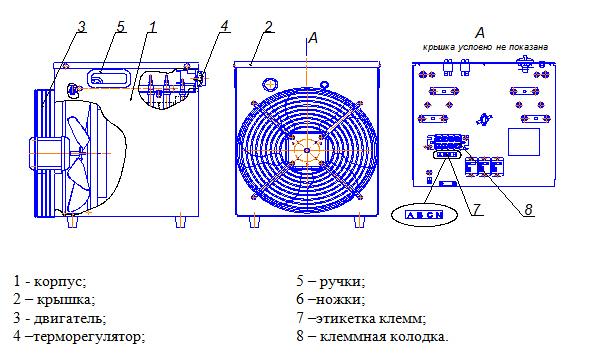 3 5 1 4 2 А А
крышка условно не показана
A B C N 7 8
1 - корпус; 5 – ручки;
2 – крышка; 6 –ножки;
3 - двигатель; 7 –этикетка клемм;
4 –терморегулятор; 8 – клеммная колодка.